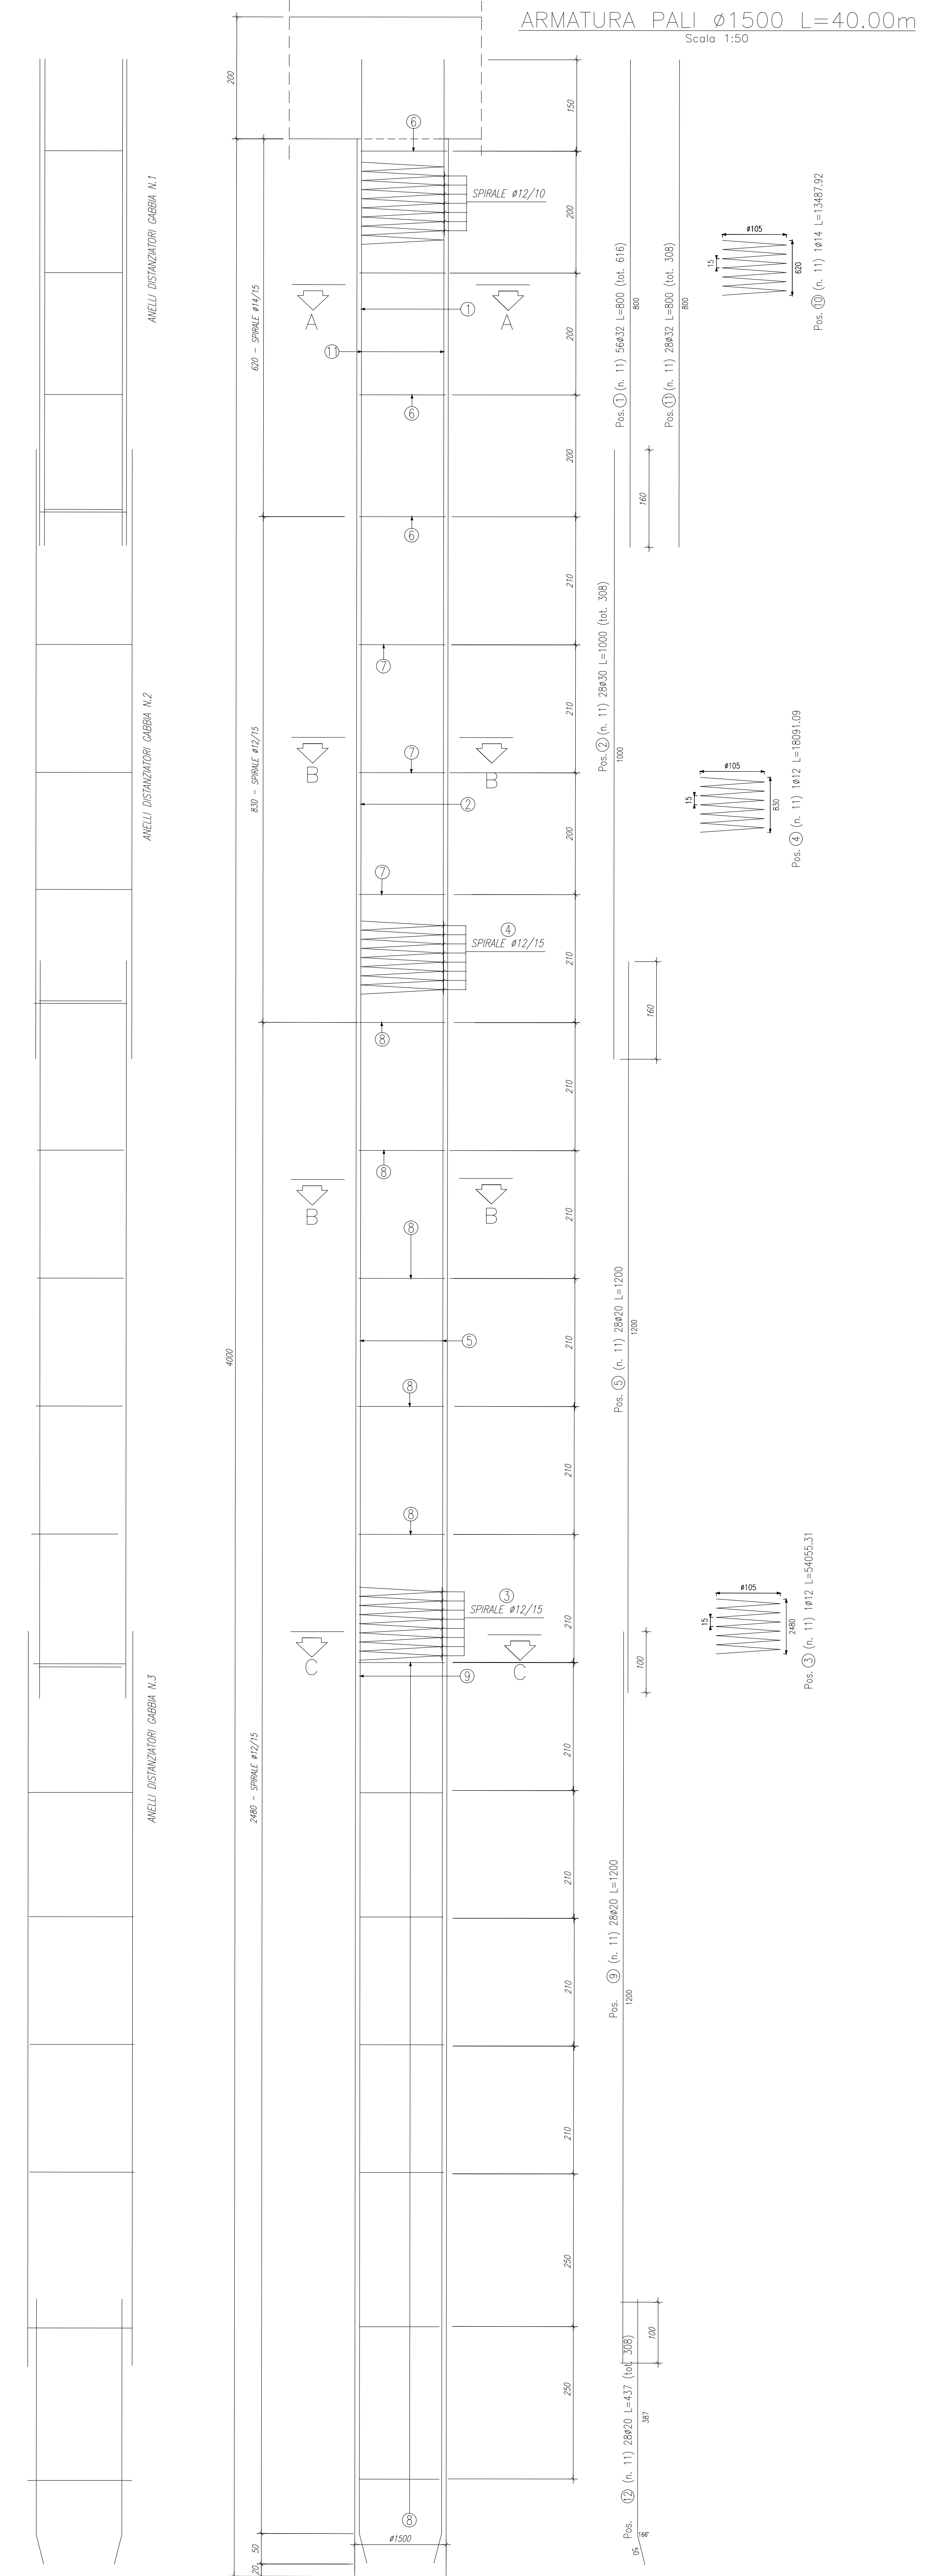 ARMATURA PALI ø1500 L=40.00m
Scala 1:50
200
150
6
ANELLI DISTANZIATORI GABBIA N.1
SPIRALE ø12/10
200
620 - SPIRALE ø14/15
A
A
1
11
200
6
200
6
Pos. 1 (n. 11) 56ø32 L=800 (tot. 616)
800
Pos. 11 (n. 11) 28ø32 L=800 (tot. 308)
800
ø105
15
620
Pos. 10 (n. 11) 1ø14 L=13487.92
160
210
7
ANELLI DISTANZIATORI GABBIA N.2
830 - SPIRALE ø12/15
210
B
B
7
2
Pos. 2 (n. 11) 28ø30 L=1000 (tot. 308)
1000
ø105
15
830
Pos. 4 (n. 11) 1ø12 L=18091.09
200
7
4
SPIRALE ø12/15
210
8
160
210
8
B
B
210
8
4000
5
210
8
Pos. 5 (n. 11) 28ø20 L=1200
1200
210
8
3
SPIRALE ø12/15
210
C
C
9
100
ø105
15
2480
Pos. 3 (n. 11) 1ø12 L=54055.31
ANELLI DISTANZIATORI GABBIA N.3
2480 - SPIRALE ø12/15
210
210
210
210
Pos. 9 (n. 11) 28ø20 L=1200
1200
250
100
250
Pos. 12 (n. 11) 28ø20 L=437 (tot. 308)
387
166°
50
8
ø1500
50
20